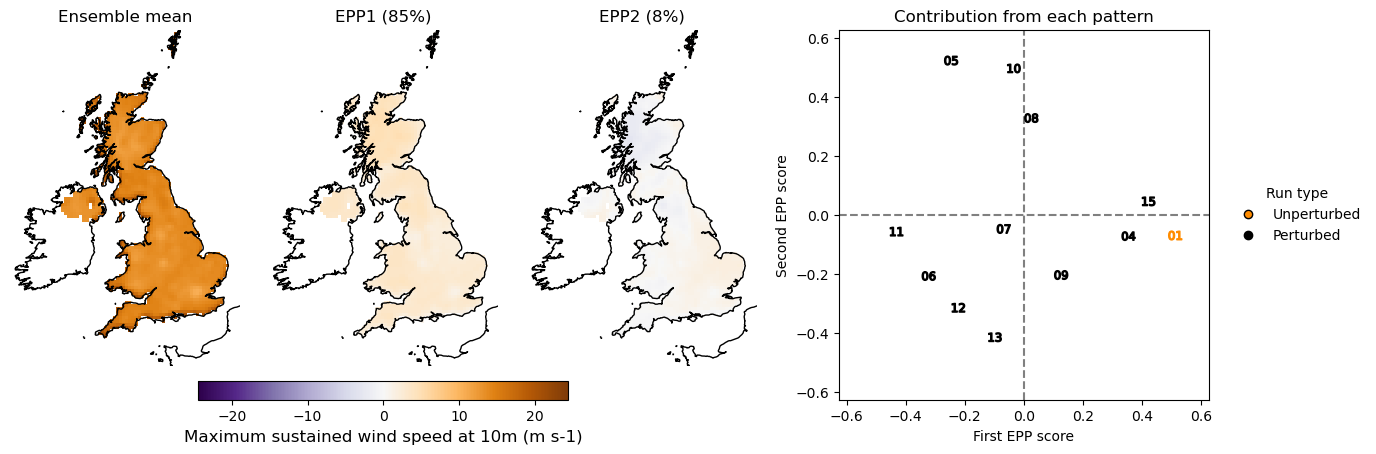 Ensemble mean
EPP1 (85%)
EPP2 (8%)
Contribution from each pattern
−20 −10 0 10 20
Maximum sustained wind speed at 10m (m s-1)
Second EPP score
0.6
0.4
0.2
0.0
−0.2
−0.4
−0.6
05
10
08
15
11
07
04
01
06
09
12
13
−0.6 −0.4 −0.2 0.0 0.2 0.4 0.6
First EPP score
Run type
Unperturbed
Perturbed